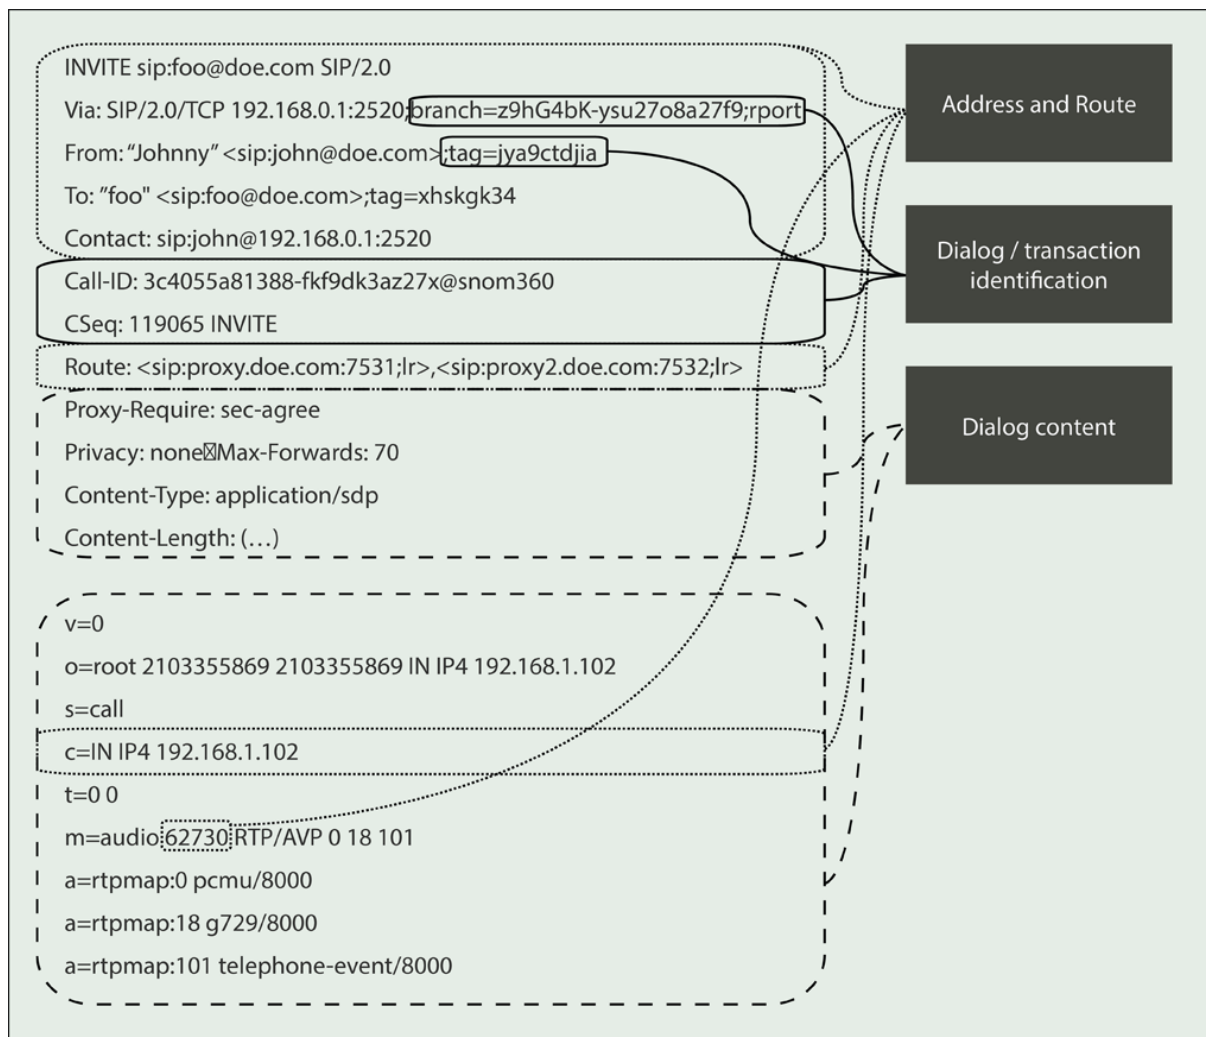 INVITE sip:foo@doe.com SIP/2.0
Via: SIP/2.0/TCP 192.168.0.1:2520;branch=z9hG4bK-ysu27o8a27f9;rport
From: “Johnny” <sip:john@doe.com>;tag=jya9ctdjia
To: ”foo" <sip:foo@doe.com>;tag=xhskgk34
Contact: sip:john@192.168.0.1:2520
Call-ID: 3c4055a81388-fkf9dk3az27x@snom360
CSeq: 119065 INVITE
Route: <sip:proxy.doe.com:7531;lr>,<sip:proxy2.doe.com:7532;lr>
Proxy-Require: sec-agree
Privacy: none☒Max-Forwards: 70
Content-Type: application/sdp
Content-Length: (…)
v=0
o=root 2103355869 2103355869 IN IP4 192.168.1.102
s=call
c=IN IP4 192.168.1.102
t=0 0
m=audio 62730 RTP/AVP 0 18 101
a=rtpmap:0 pcmu/8000
a=rtpmap:18 g729/8000
a=rtpmap:101 telephone-event/8000
Address and Route
Dialog / transaction
identification
Dialog content